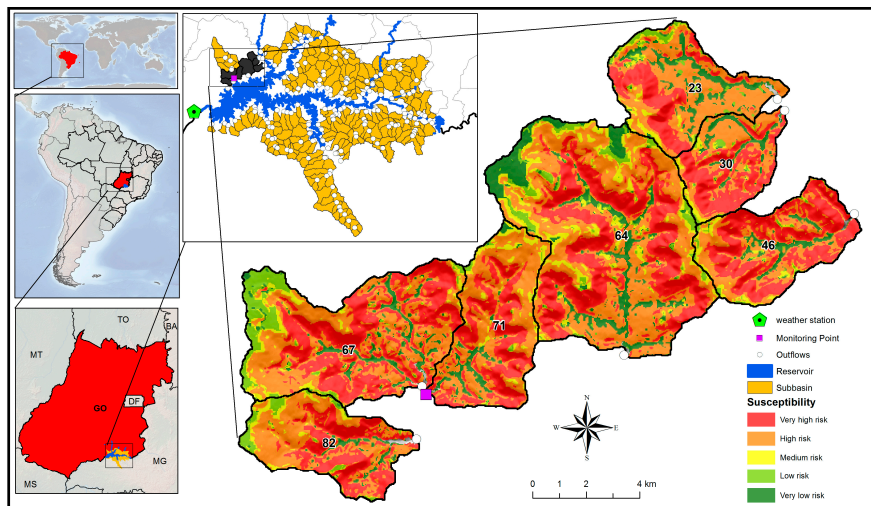 TO
BA
MT
GO
DF
MG
MS
23
30
64
46
71
67
82
weather station
Monitoring Point
Outflows
Reservoir
Subbasin
Susceptibility
Very high risk
High risk
Medium risk
Low risk
Very low risk
N
W E
S
0 2 4 km